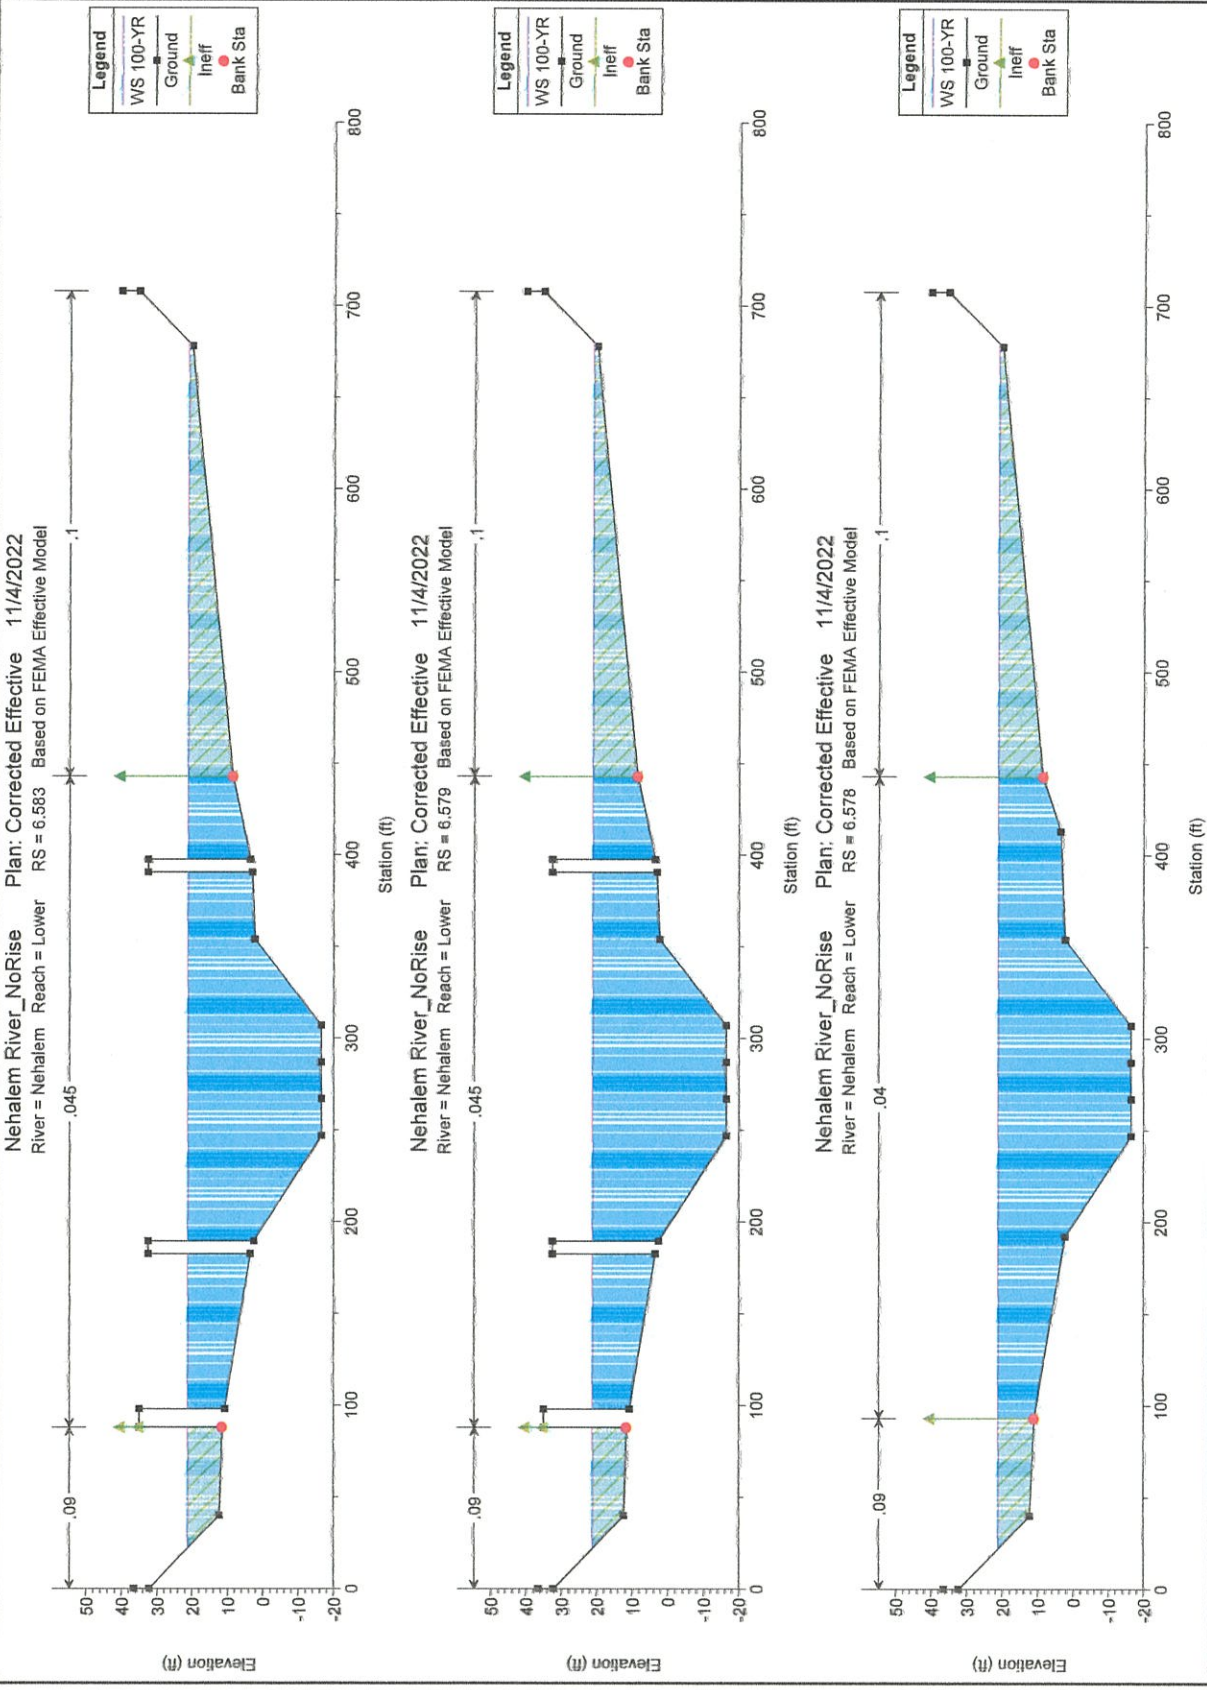 Nehalem River_NoRise Plan: Corrected Effective 11/4/2022
River = Nehalem Reach = Lower RS = 6.583 Based on FEMA Effective Model
.09
.045
.1
Legend
WS 100-YR
Ground
Ineff
Bank Sta
50
40
30
20
10
0
-10
-20
Elevation (ft)
0
100
200
300
400
500
600
700
800
Station (ft)
Nehalem River_NoRise Plan: Corrected Effective 11/4/2022
River = Nehalem Reach = Lower RS = 6.579 Based on FEMA Effective Model
.09
.045
.1
Legend
WS 100-YR
Ground
Ineff
Bank Sta
50
40
30
20
10
0
-10
-20
Elevation (ft)
0
100
200
300
400
500
600
700
800
Station (ft)
Nehalem River_NoRise Plan: Corrected Effective 11/4/2022
River = Nehalem Reach = Lower RS = 6.578 Based on FEMA Effective Model
.09
.04
.1
Legend
WS 100-YR
Ground
Ineff
Bank Sta
50
40
30
20
10
0
-10
-20
Elevation (ft)
0
100
200
300
400
500
600
700
800
Station (ft)